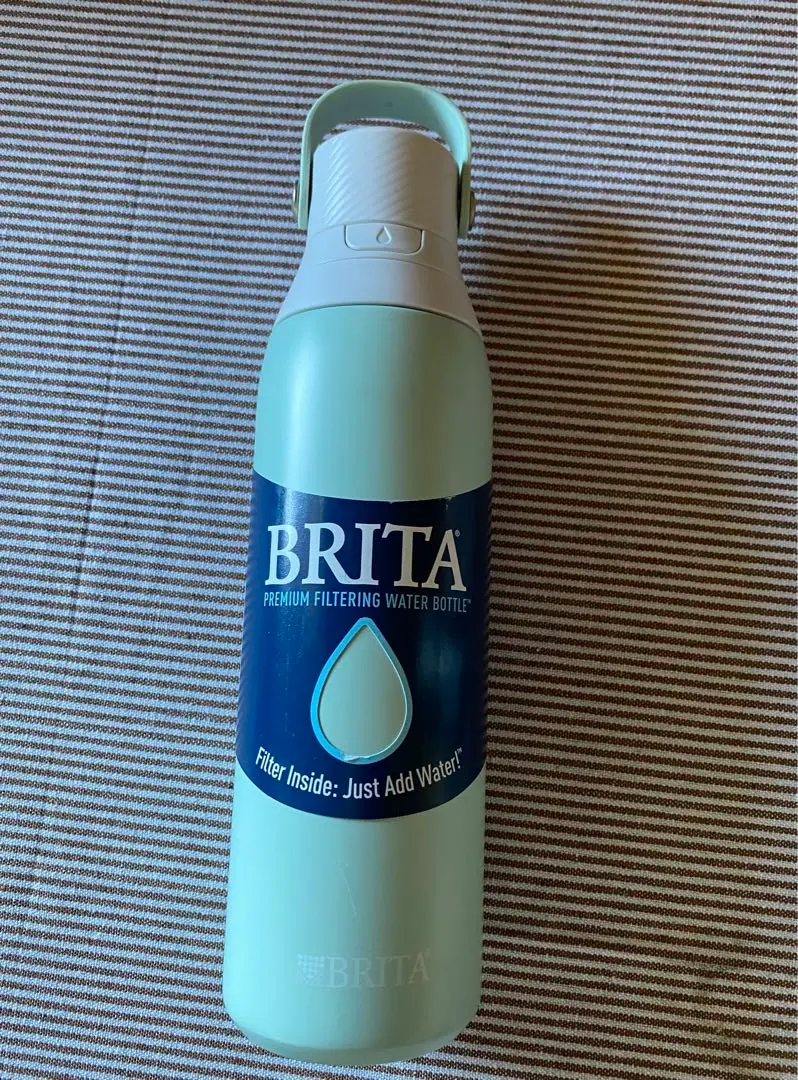 BRITA®
PREMIUM FILTERING WATER BOTTLE™
Filter Inside: Just Add Water!™
BRITA®